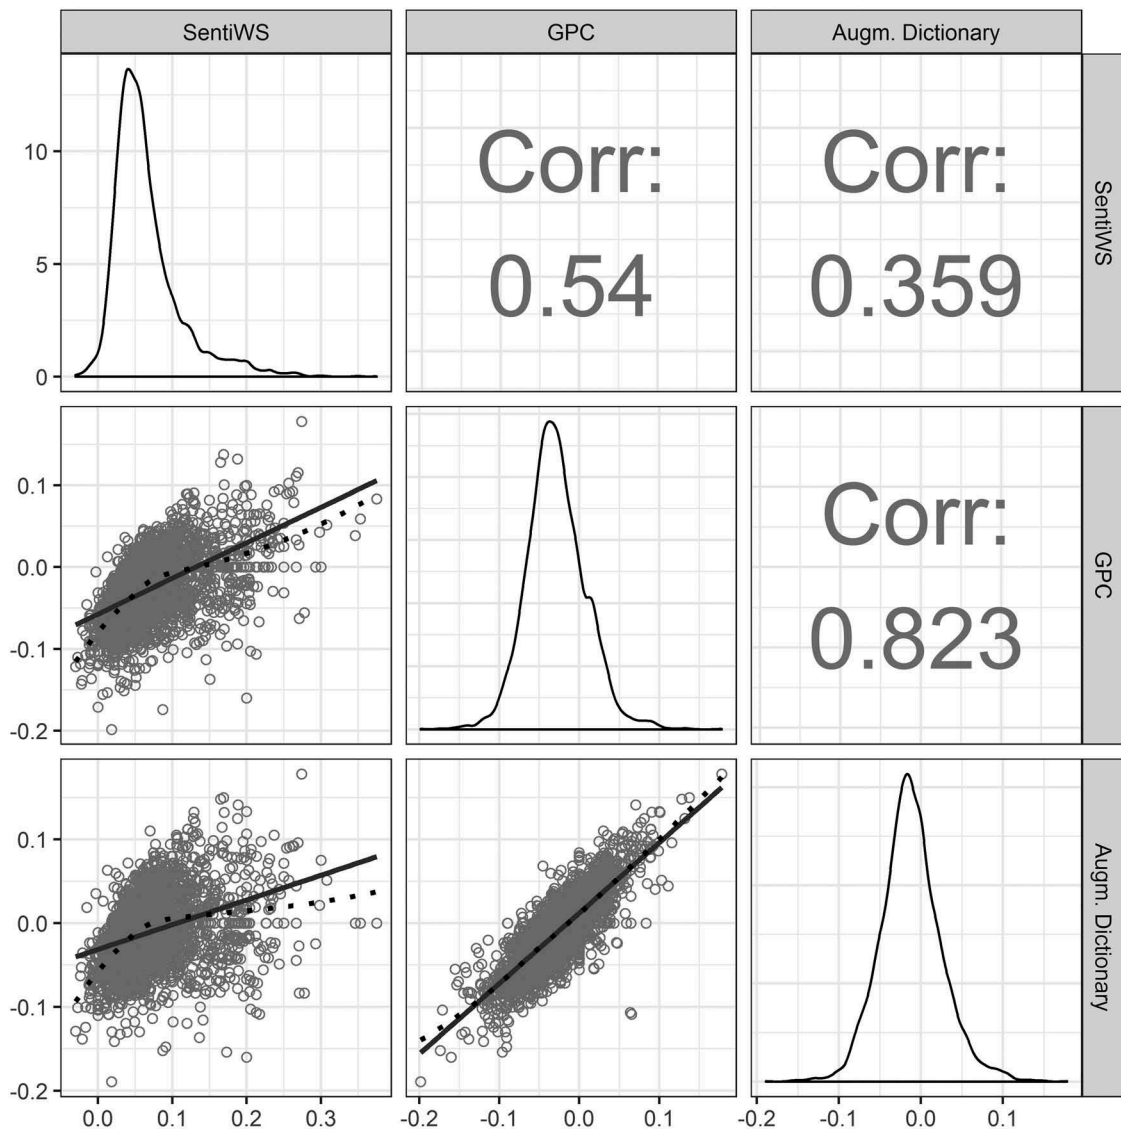 SentiWS GPC Augm. Dictionary
10
5
0
Corr:
0.54
Corr:
0.359
SentiWS
0.1
0.0
-0.1
-0.2
Corr:
0.823
GPC
0.1
0.0
-0.1
-0.2
Augm. Dictionary
0.0 0.1 0.2 0.3 -0.2 -0.1 0.0 0.1 -0.2 -0.1 0.0 0.1